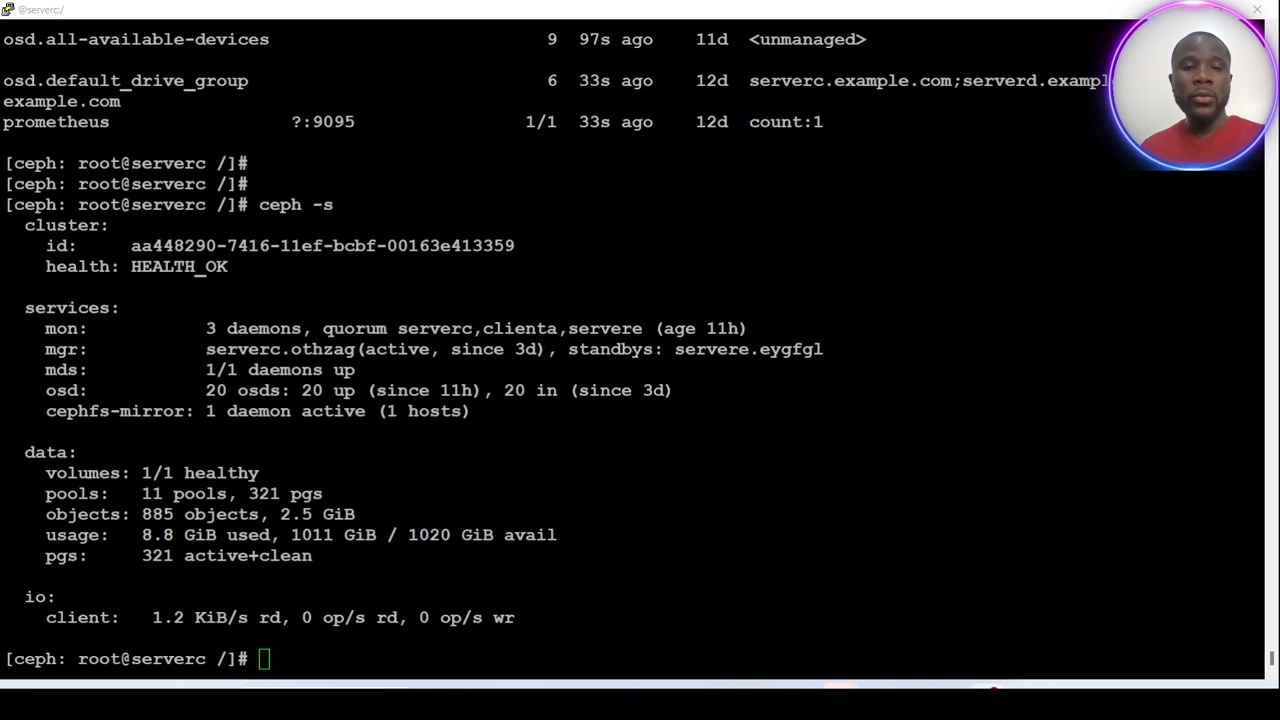 @serverc:/
osd.all-available-devices 9 97s ago 11d <unmanaged>
osd.default_drive_group 6 33s ago 12d serverc.example.com;serverd.exampl
example.com
prometheus ?:9095 1/1 33s ago 12d count:1
[ceph: root@serverc /]#
[ceph: root@serverc /]#
[ceph: root@serverc /]# ceph -s
cluster:
id: aa448290-7416-11ef-bcbf-00163e413359
health: HEALTH_OK
services:
mon: 3 daemons, quorum serverc,clienta,servere (age 11h)
mgr: serverc.othzag(active, since 3d), standbys: servere.eygfgl
mds: 1/1 daemons up
osd: 20 osds: 20 up (since 11h), 20 in (since 3d)
cephfs-mirror: 1 daemon active (1 hosts)
data:
volumes: 1/1 healthy
pools: 11 pools, 321 pgs
objects: 885 objects, 2.5 GiB
usage: 8.8 GiB used, 1011 GiB / 1020 GiB avail
pgs: 321 active+clean
io:
client: 1.2 KiB/s rd, 0 op/s rd, 0 op/s wr
[ceph: root@serverc /]#